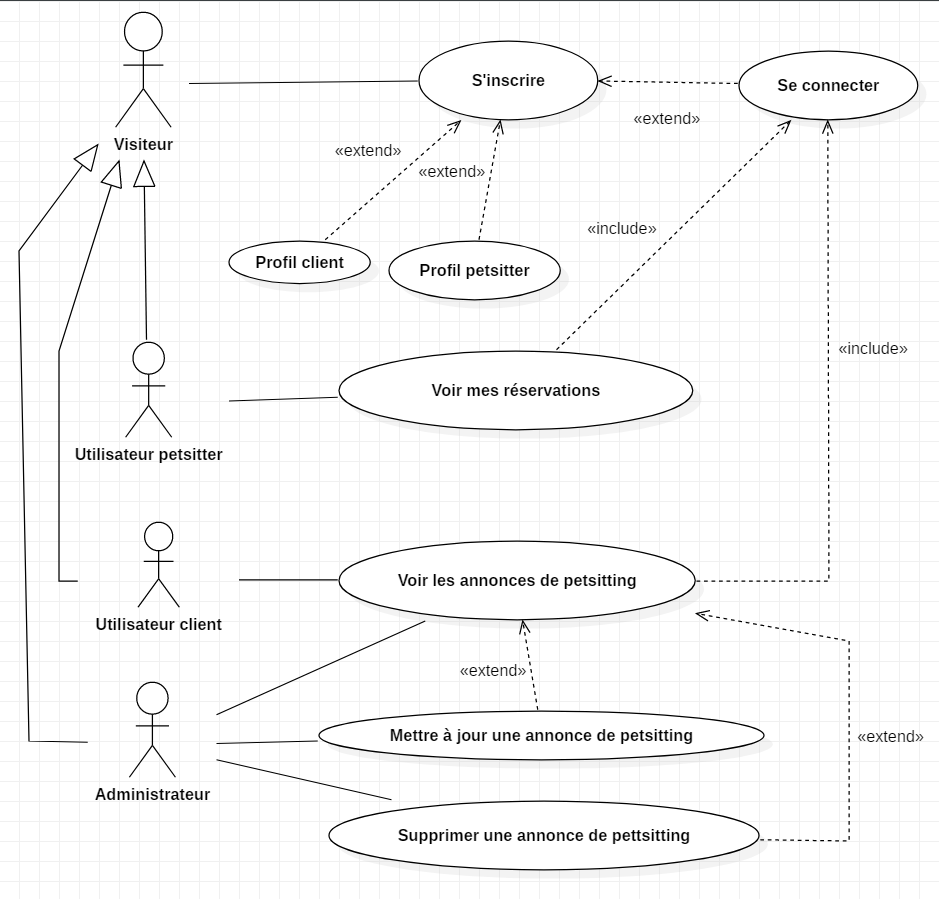 S'inscrire
Se connecter
«extend»
Visiteur
«extend»
«extend»
Profil client
Profil petsitter
«include»
«include»
Voir mes réservations
Utilisateur petsitter
Voir les annonces de petsitting
Utilisateur client
«extend»
Mettre à jour une annonce de petsitting
«extend»
Administrateur
Supprimer une annonce de pettsitting